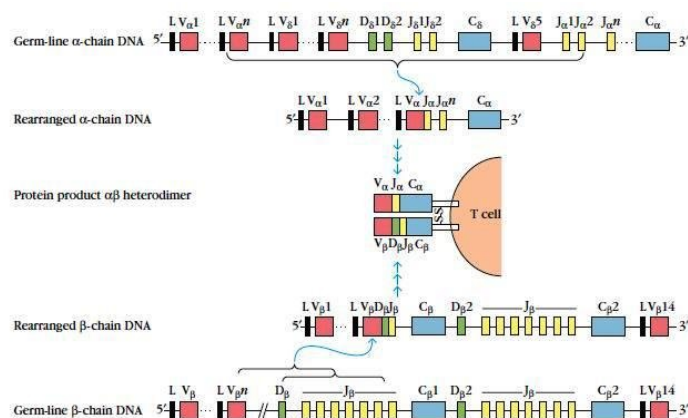 L Vα1 L Vαn L Vδ1 L Vδn Dδ1 Dδ2 Jδ1 Jδ2 Cδ L Vδ5 Jα1 Jα2 Jαn Cα
Germ-line α-chain DNA 5′ 3′
L Vα1 L Vα2 L Vα Jα Jαn Cα
Rearranged α-chain DNA 5′ 3′
Vα Jα Cα
Protein product αβ heterodimer
T cell
Vβ Dβ Jβ Cβ
L Vβ1 L Vβ Dβ Jβ Cβ Dβ2 Jβ Cβ2 L Vβ14
Rearranged β-chain DNA 5′ 3′
L Vβ L Vβn Dβ Jβ Cβ1 Dβ2 Jβ Cβ2 L Vβ14
Germ-line β-chain DNA 5′ 3′